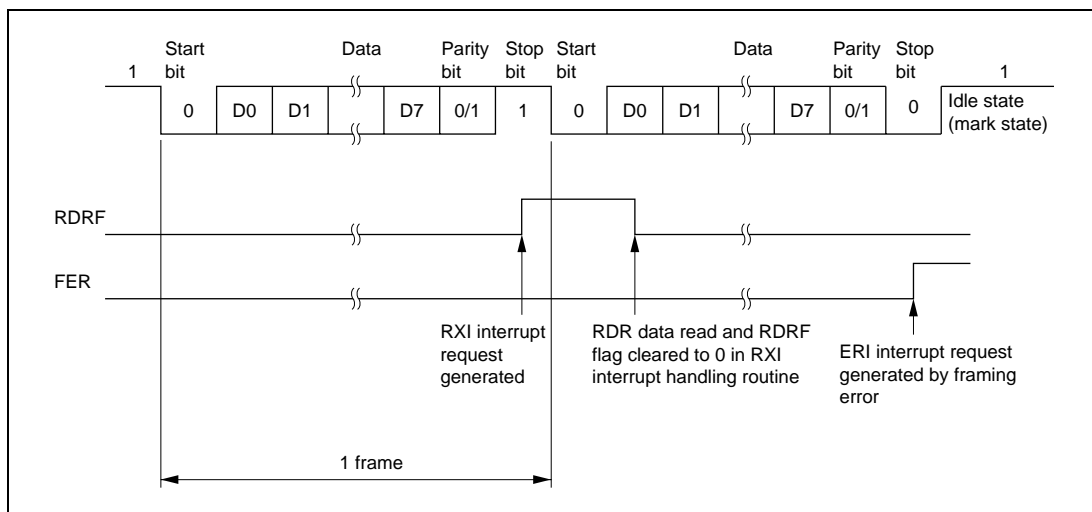 Start bit
Data
Parity bit
Stop bit
Start bit
Data
Parity bit
Stop bit
1
1
0
D0
D1
D7
0/1
1
0
D0
D1
D7
0/1
0
Idle state
(mark state)
RDRF
FER
RXI interrupt
request
generated
RDR data read and RDRF
flag cleared to 0 in RXI
interrupt handling routine
ERI interrupt request
generated by framing
error
1 frame